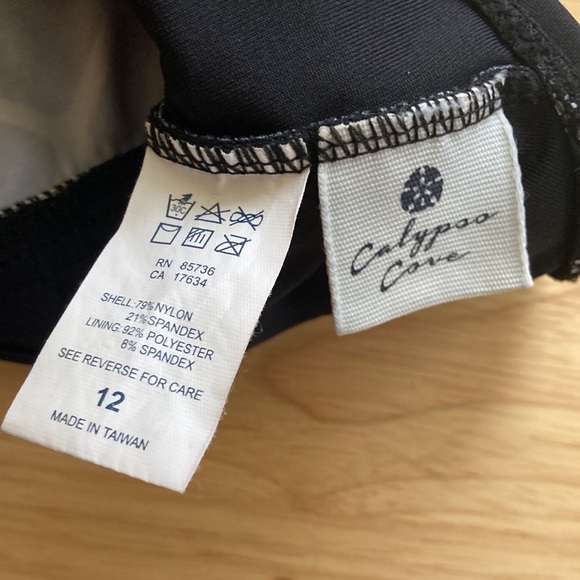 30C
RN 85736
CA 17634
SHELL:79%NYLON
21%SPANDEX
LINING:92% POLYESTER
8% SPANDEX
SEE REVERSE FOR CARE
12
MADE IN TAIWAN
Calypso
Cove